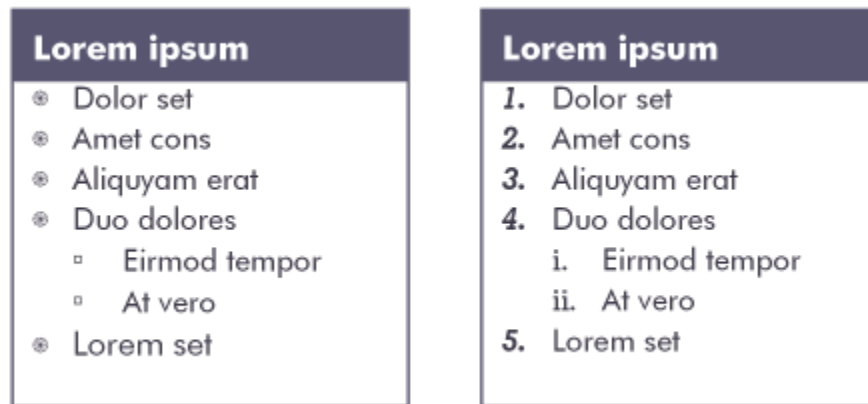 Lorem ipsum
Dolor set
Amet cons
Aliquyam erat
Duo dolores
Eirmod tempor
At vero
Lorem set
Lorem ipsum
1. Dolor set
2. Amet cons
3. Aliquyam erat
4. Duo dolores
i. Eirmod tempor
ii. At vero
5. Lorem set